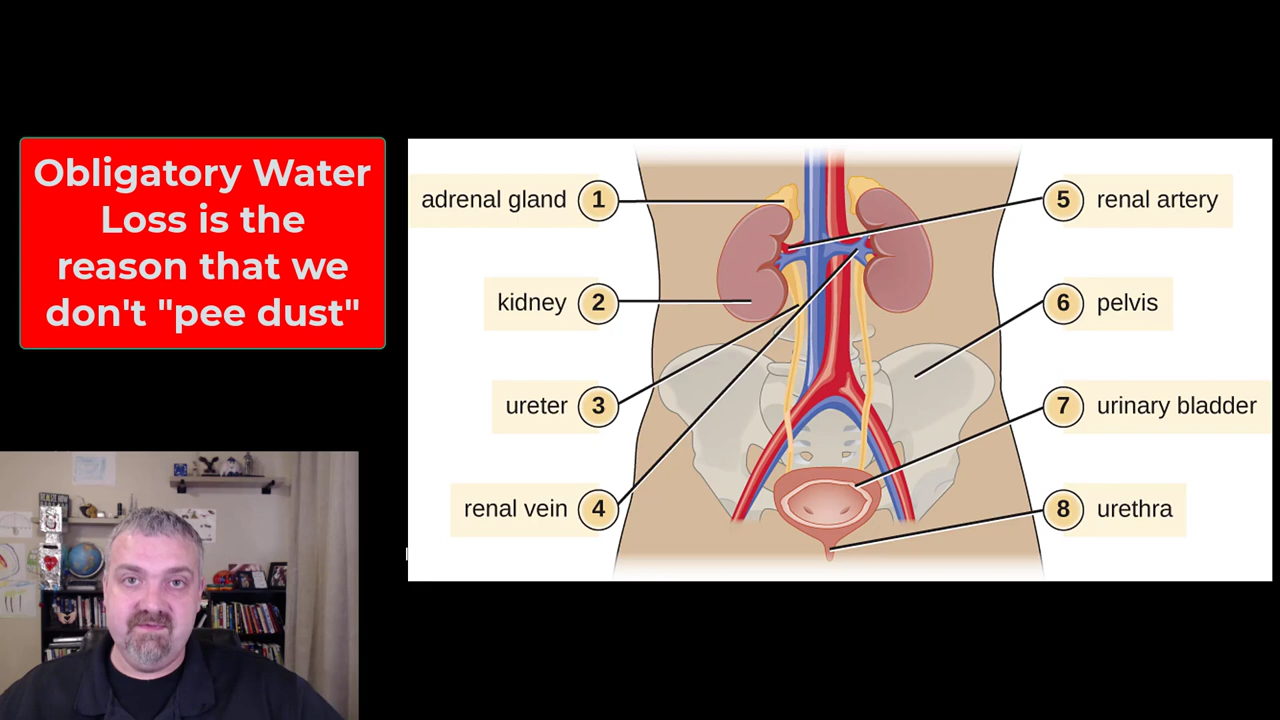 Obligatory Water
Loss is the
reason that we
don't "pee dust"
adrenal gland 1
kidney 2
ureter 3
renal vein 4
5 renal artery
6 pelvis
7 urinary bladder
8 urethra